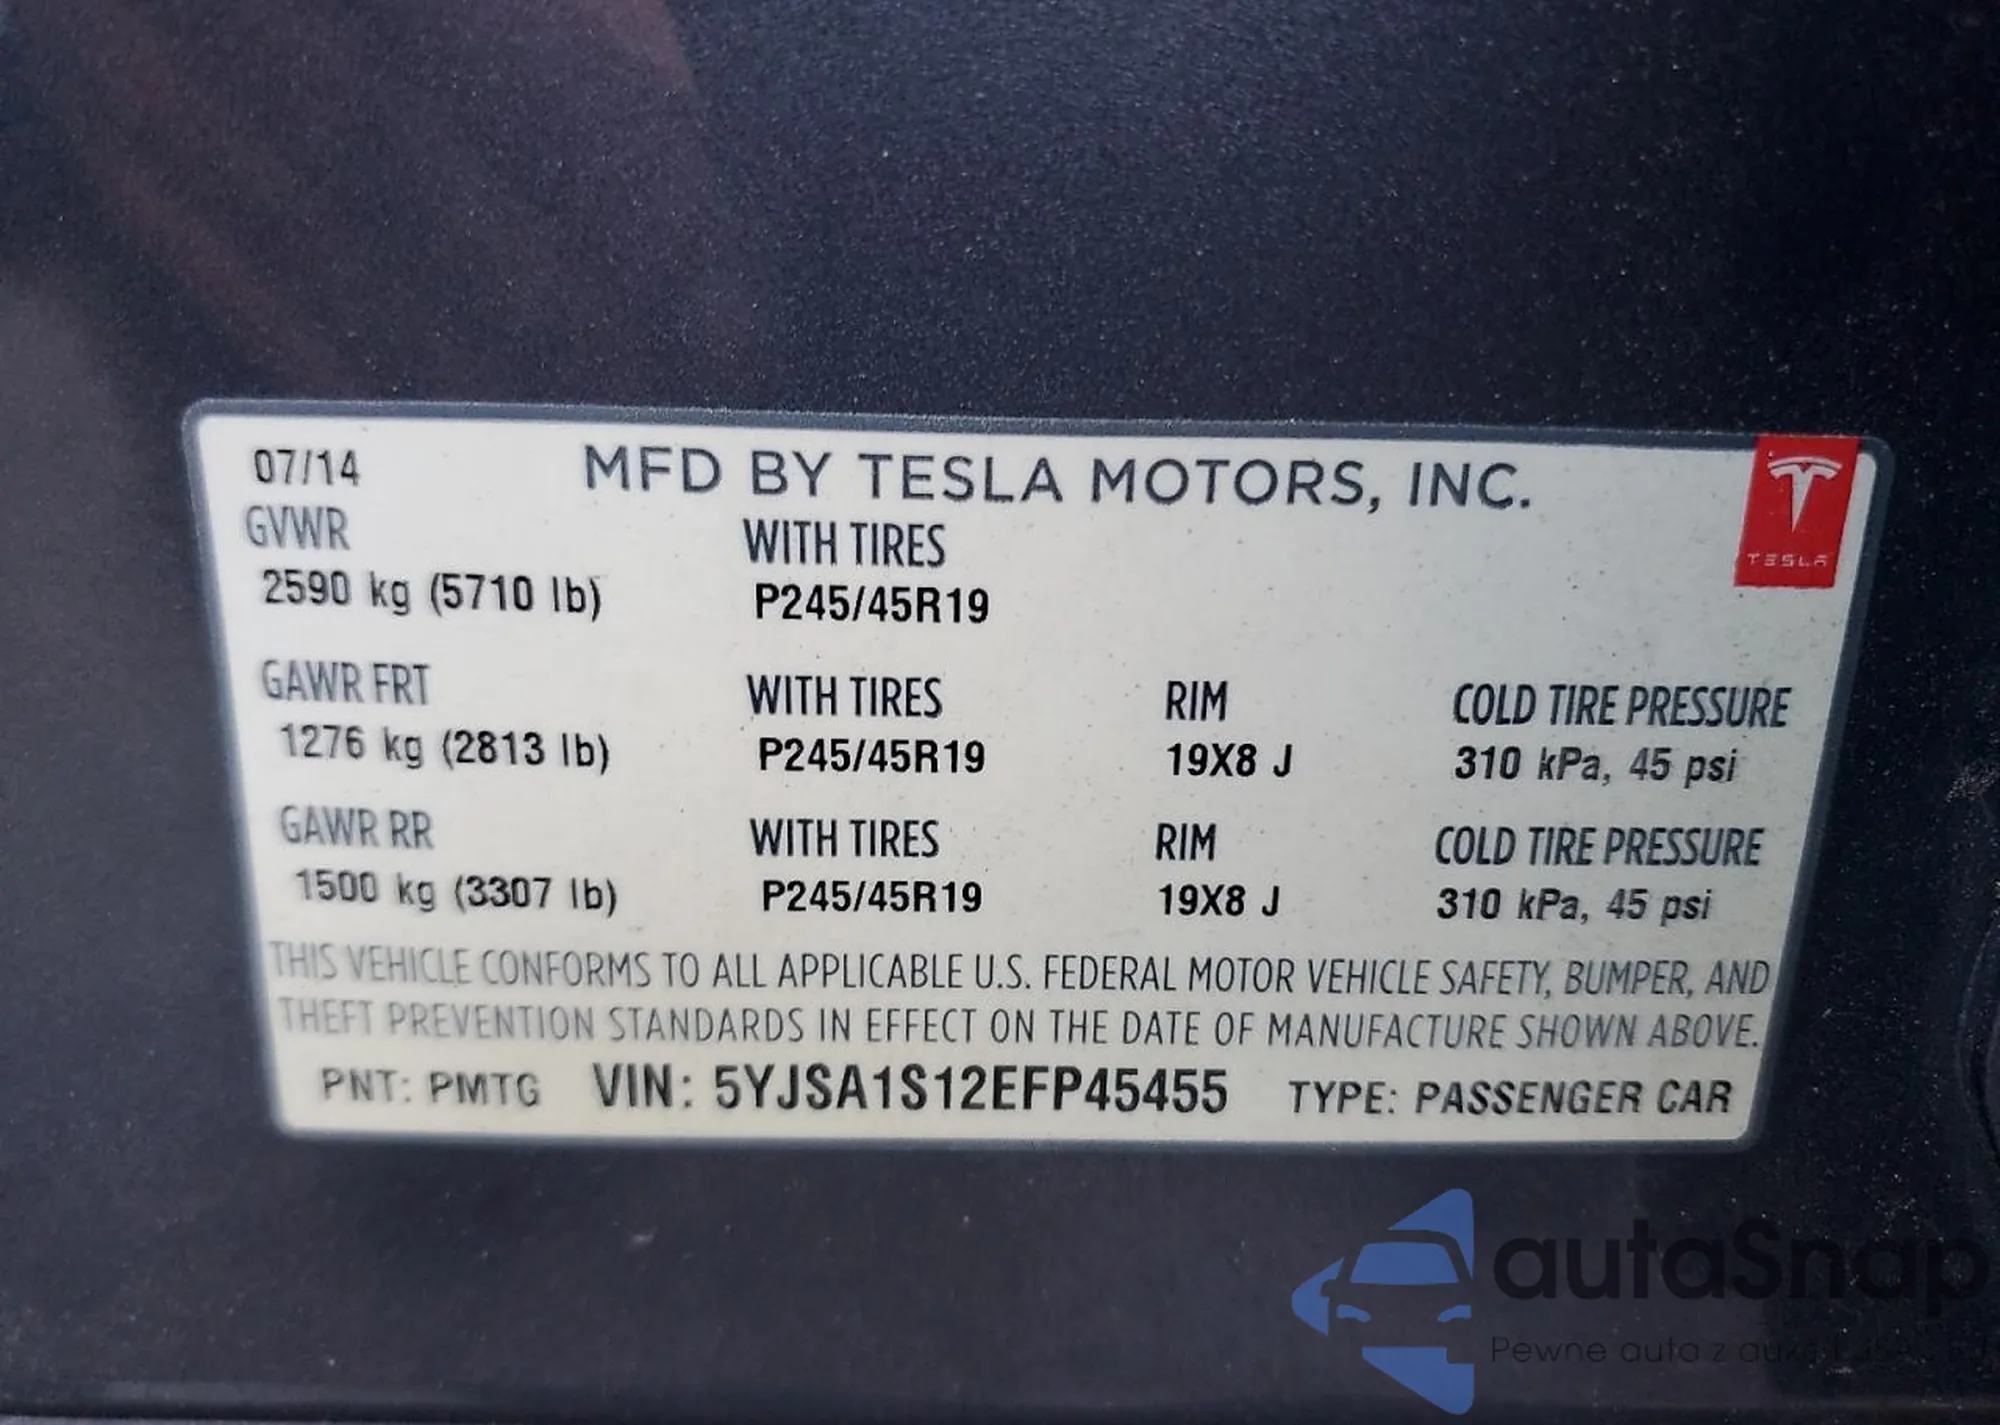 07/14 MFD BY TESLA MOTORS, INC.
TESLA
GVWR WITH TIRES
2590 kg (5710 lb) P245/45R19
GAWR FRT WITH TIRES RIM COLD TIRE PRESSURE
1276 kg (2813 lb) P245/45R19 19X8 J 310 kPa, 45 psi
GAWR RR WITH TIRES RIM COLD TIRE PRESSURE
1500 kg (3307 lb) P245/45R19 19X8 J 310 kPa, 45 psi
THIS VEHICLE CONFORMS TO ALL APPLICABLE U.S. FEDERAL MOTOR VEHICLE SAFETY, BUMPER, AND
THEFT PREVENTION STANDARDS IN EFFECT ON THE DATE OF MANUFACTURE SHOWN ABOVE.
PNT: PMTG VIN: 5YJSA1S12EFP45455 TYPE: PASSENGER CAR
autaSnap
Pewne auta z